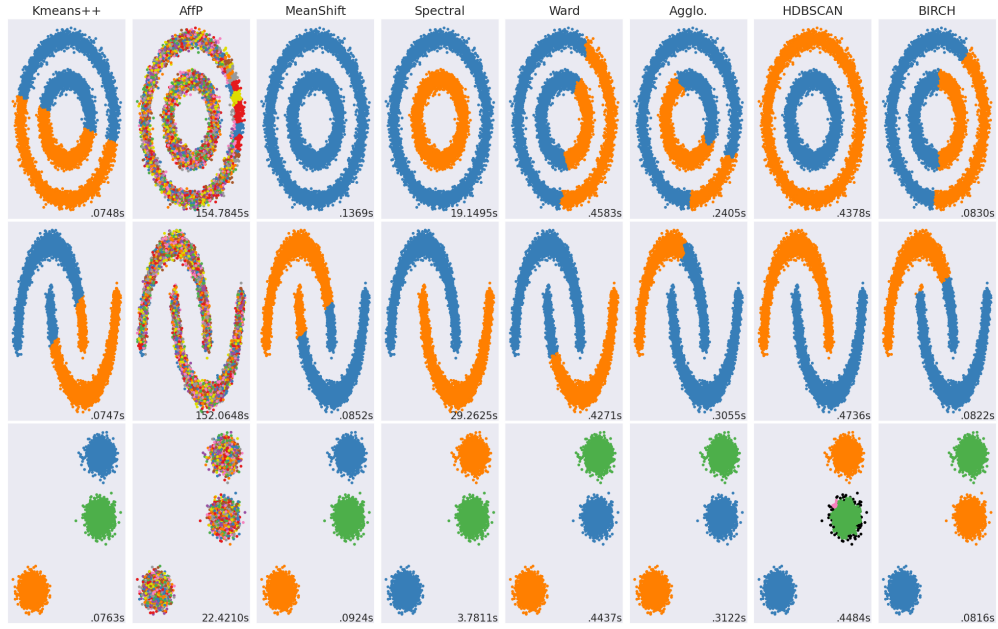 Kmeans++ AffP MeanShift Spectral Ward Agglo. HDBSCAN BIRCH
.0748s 154.7845s .1369s 19.1495s .4583s .2405s .4378s .0830s
.0747s 152.0648s .0852s 29.2625s .4271s .3055s .4736s .0822s
.0763s 22.4210s .0924s 3.7811s .4437s .3122s .4484s .0816s